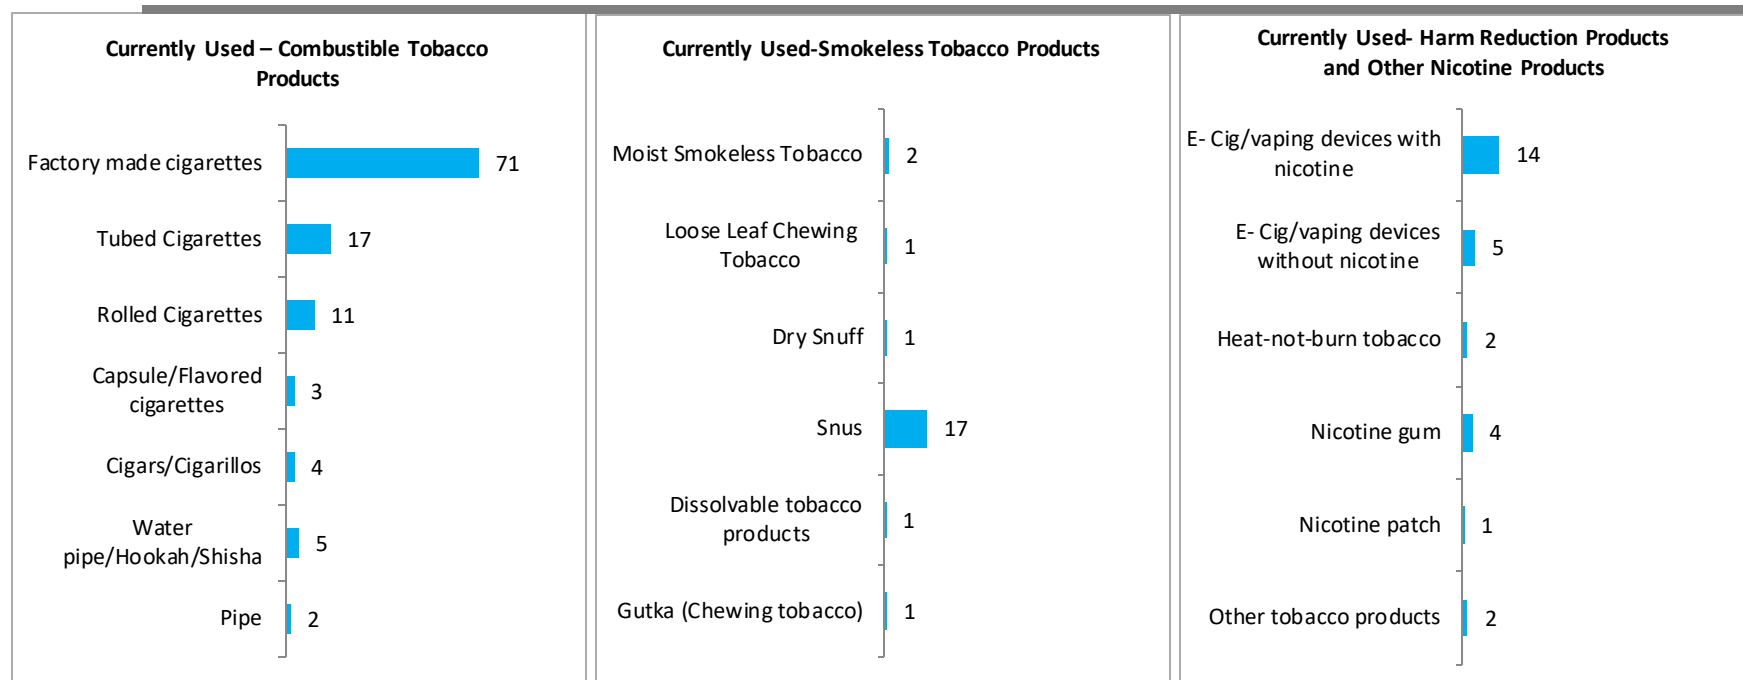 Currently Used – Combustible Tobacco
Products
Factory made cigarettes
71
Tubed Cigarettes
17
Rolled Cigarettes
11
Capsule/Flavored
cigarettes
3
Cigars/Cigarillos
4
Water
pipe/Hookah/Shisha
5
Pipe
2
Currently Used-Smokeless Tobacco Products
Moist Smokeless Tobacco
2
Loose Leaf Chewing
Tobacco
1
Dry Snuff
1
Snus
17
Dissolvable tobacco
products
1
Gutka (Chewing tobacco)
1
Currently Used- Harm Reduction Products
and Other Nicotine Products
E- Cig/vaping devices with
nicotine
14
E- Cig/vaping devices
without nicotine
5
Heat-not-burn tobacco
2
Nicotine gum
4
Nicotine patch
1
Other tobacco products
2